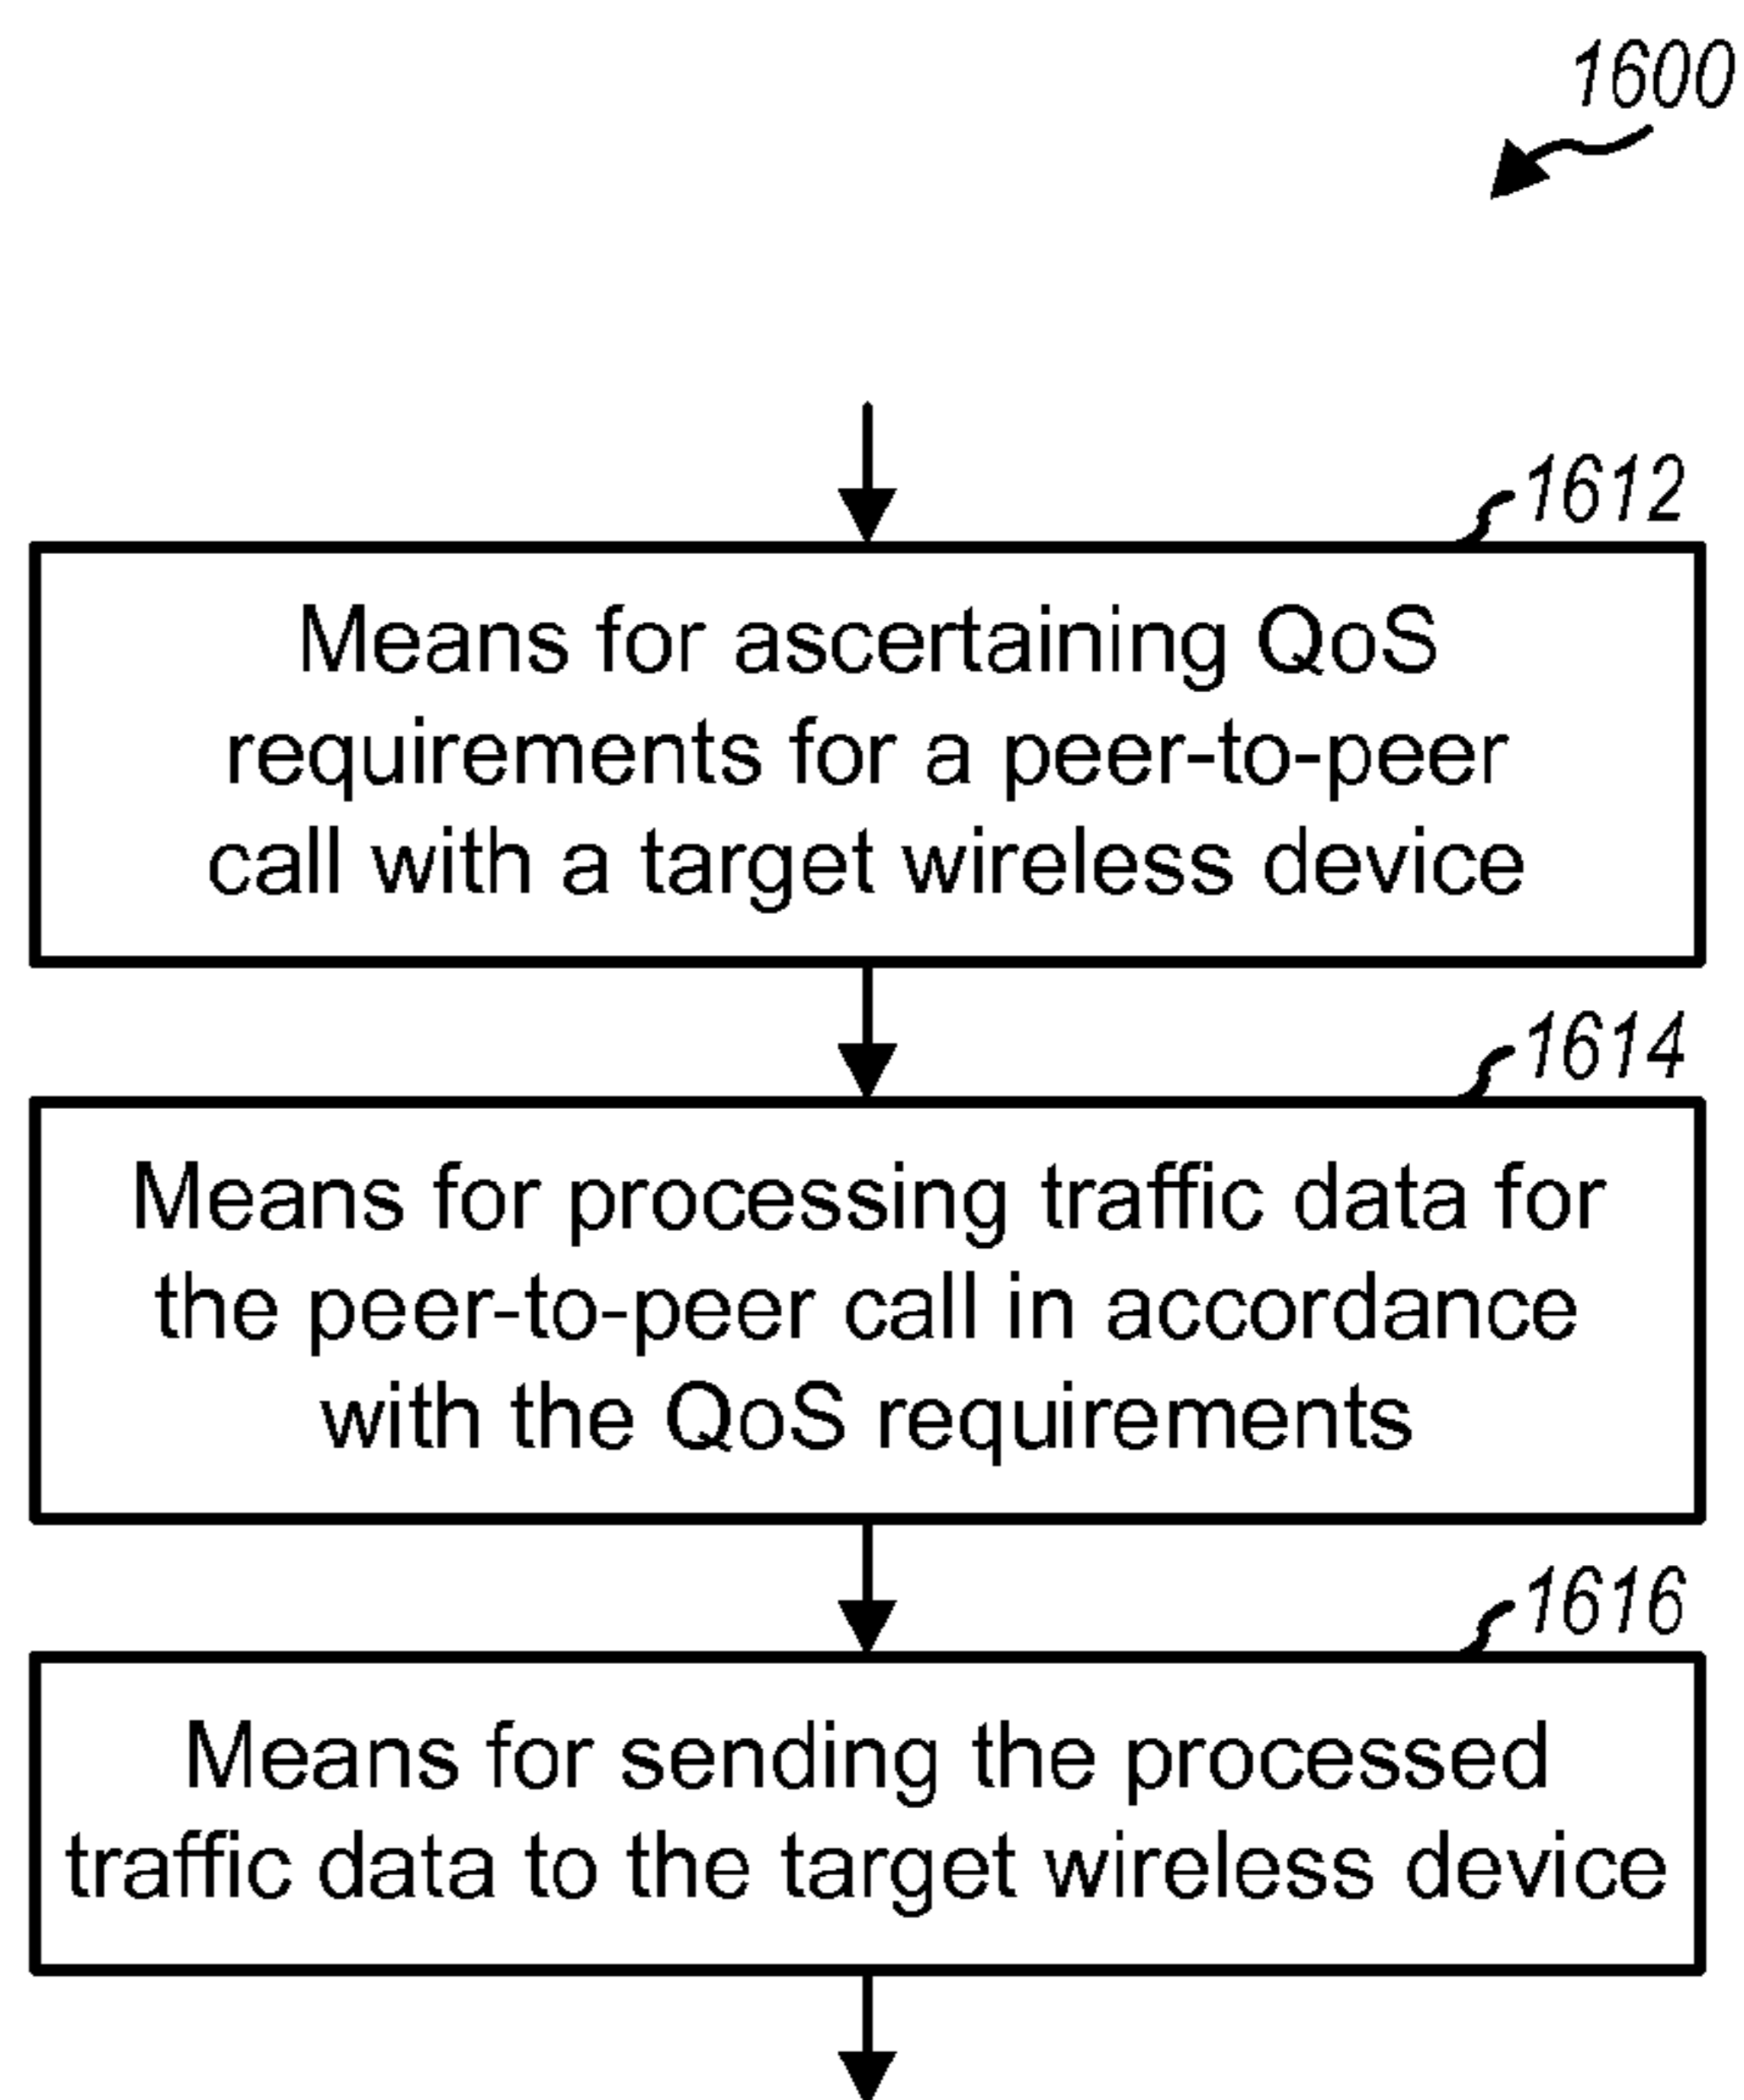 1600
1612
Means for ascertaining QoS
requirements for a peer-to-peer
call with a target wireless device
1614
Means for processing traffic data for
the peer-to-peer call in accordance
with the QoS requirements
1616
Means for sending the processed
traffic data to the target wireless device